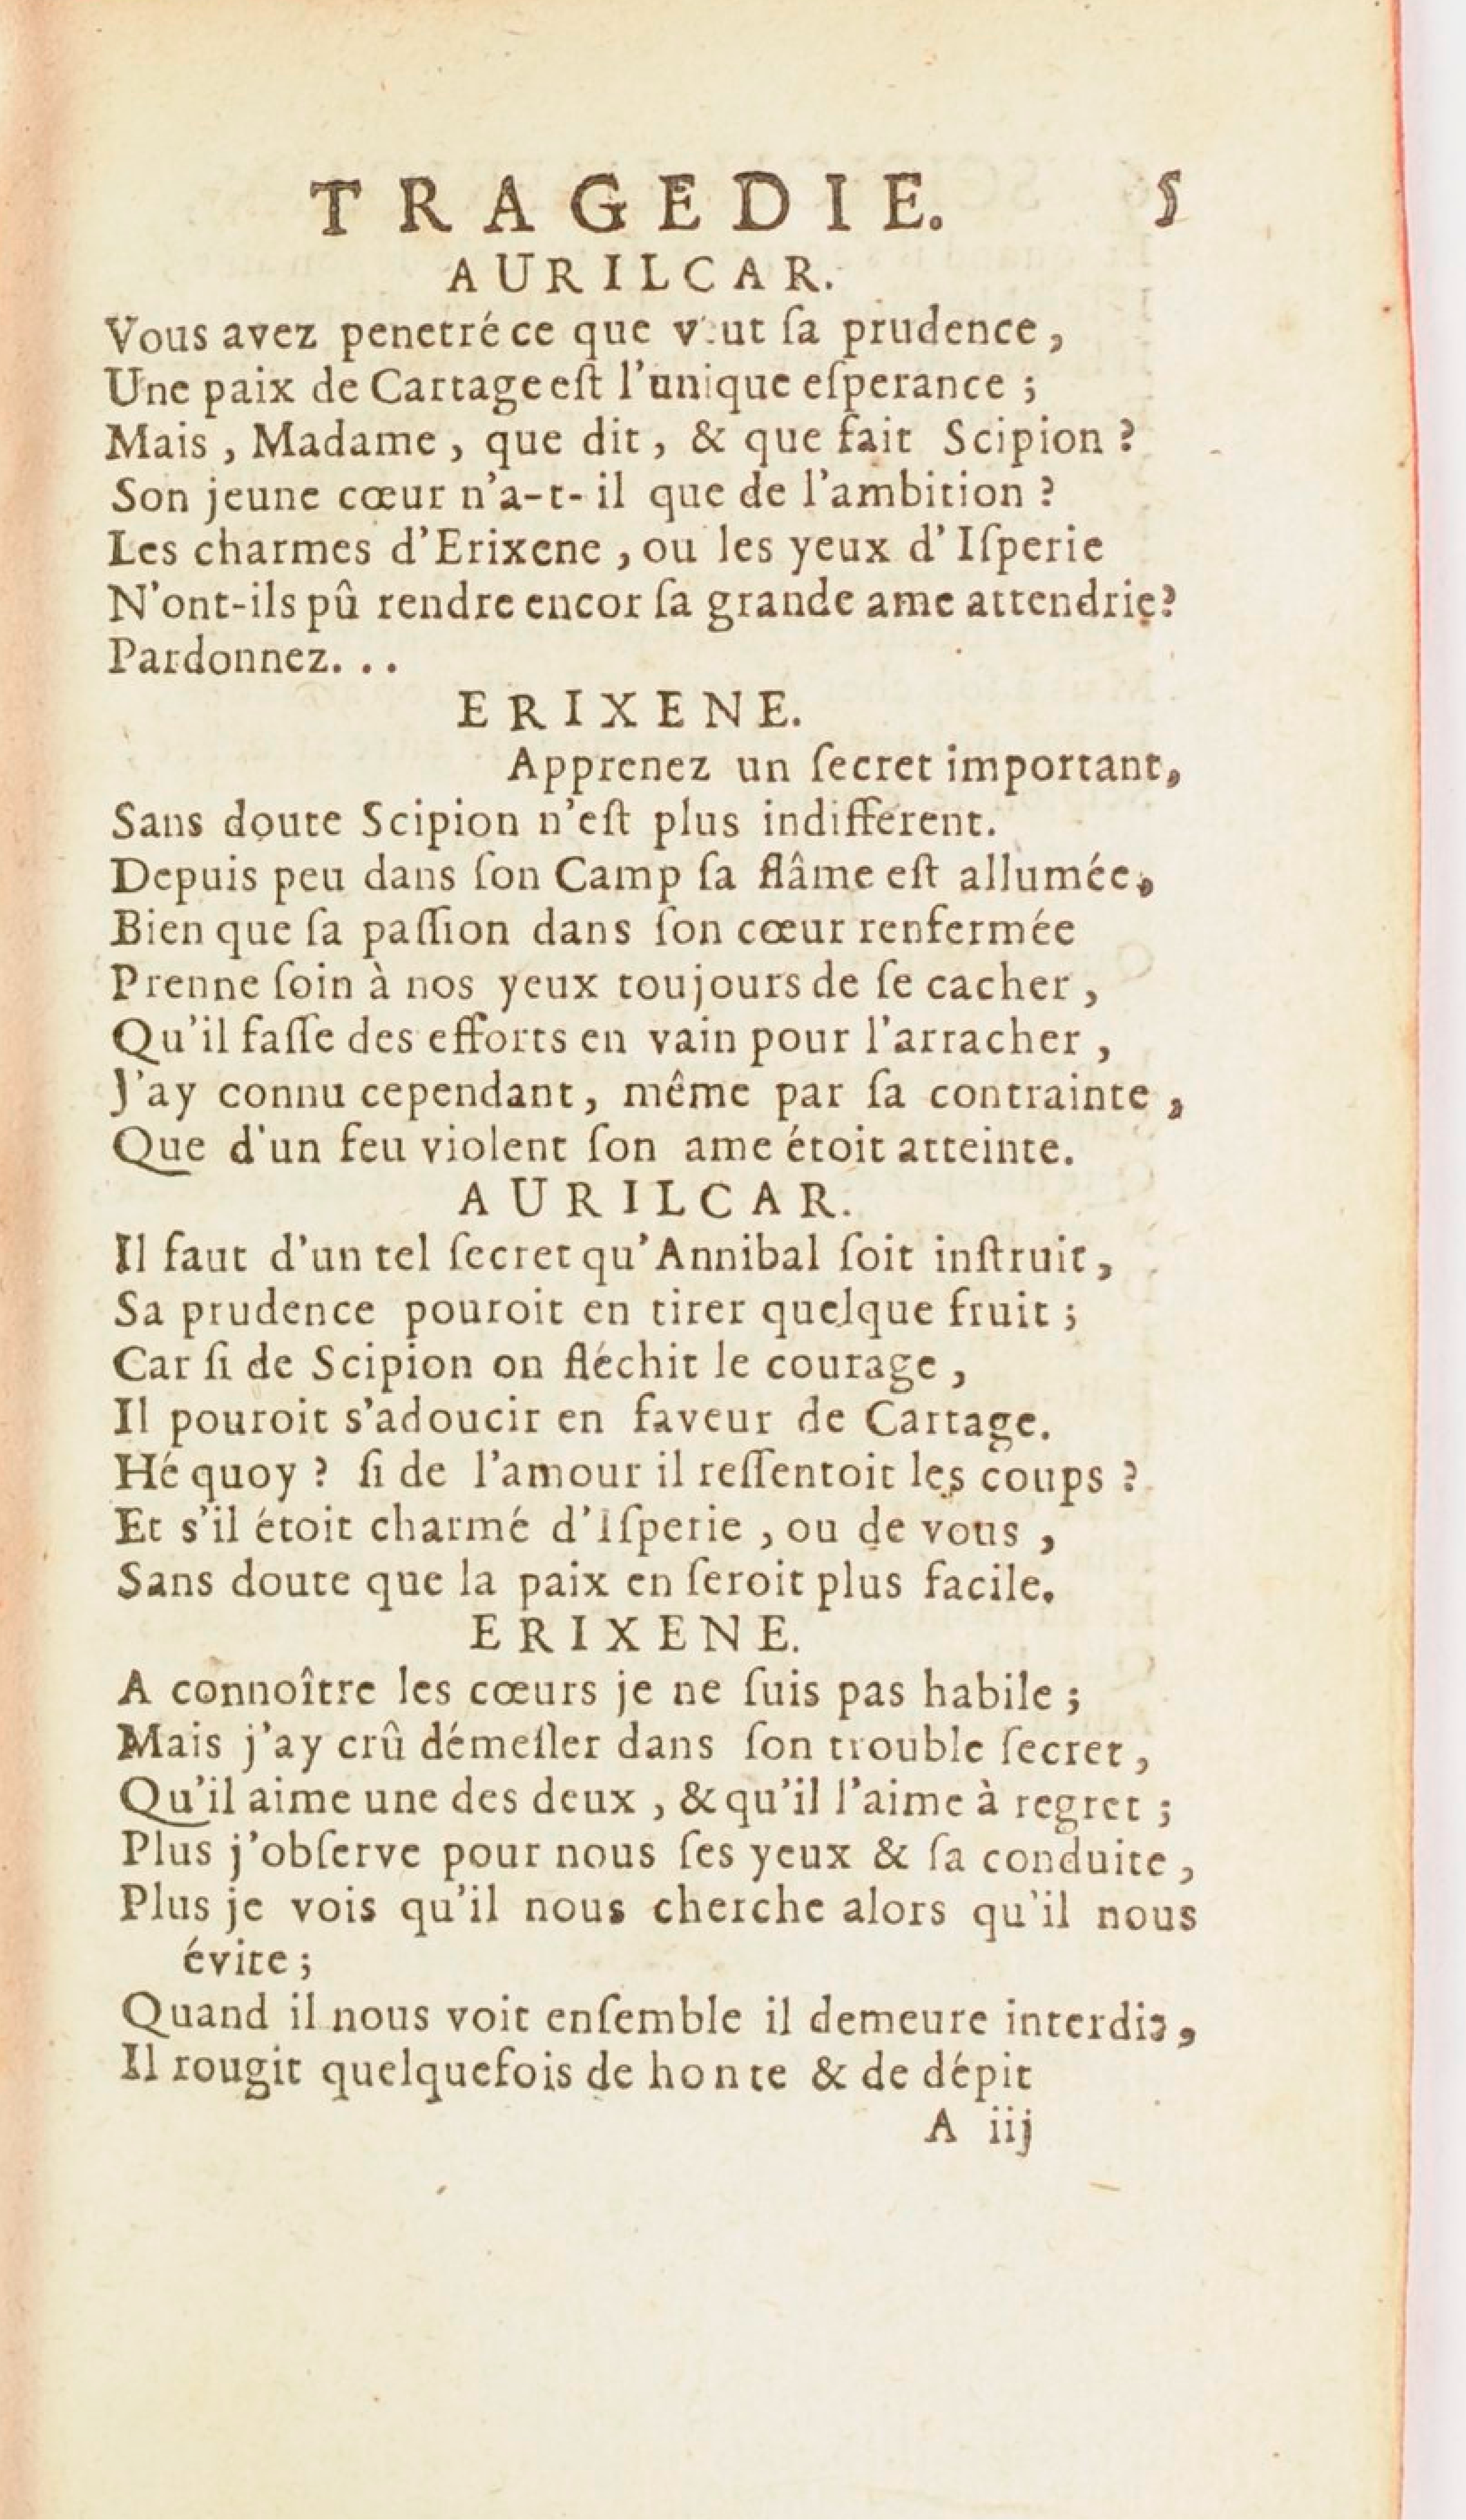 TRAGEDIE. 5
AURILCAR.
Vous avez penetré ce que v ut ſa prudence,
Une paix de Cartage eſt l'unique eſperance ;
Mais, Madame, que dit, & que fait Scipion ?
Son jeune cœur n'a-t-il que de l'ambition ?
Les charmes d'Erixene, ou les yeux d'Iſperie
N'ont-ils pû rendre encor ſa grande ame attendrie?
Pardonnez...
ERIXENE.
Apprenez un ſecret important,
Sans doute Scipion n'eſt plus indifferent.
Depuis peu dans ſon Camp ſa flâme eſt allumée,
Bien que ſa paſſion dans ſon cœur renfermée
Prenne ſoin à nos yeux toujours de ſe cacher,
Qu'il faſſe des efforts en vain pour l'arracher,
J'ay connu cependant, même par ſa contrainte,
Que d'un feu violent ſon ame étoit atteinte.
AURILCAR.
Il faut d'un tel ſecret qu'Annibal ſoit inſtruit,
Sa prudence pouroit en tirer quelque fruit ;
Car ſi de Scipion on fléchit le courage,
Il pouroit s'adoucir en faveur de Cartage.
Hé quoy ? ſi de l'amour il reſſentoit les coups ?
Et s'il étoit charmé d'Iſperie, ou de vous,
Sans doute que la paix en ſeroit plus facile.
ERIXENE.
A connoître les cœurs je ne ſuis pas habile ;
Mais j'ay crû démeſler dans ſon trouble ſecret,
Qu'il aime une des deux, & qu'il l'aime à regret ;
Plus j'obſerve pour nous ſes yeux & ſa conduite,
Plus je vois qu'il nous cherche alors qu'il nous
évite ;
Quand il nous voit enſemble il demeure interdit,
Il rougit quelquefois de honte & de dépit
A iij